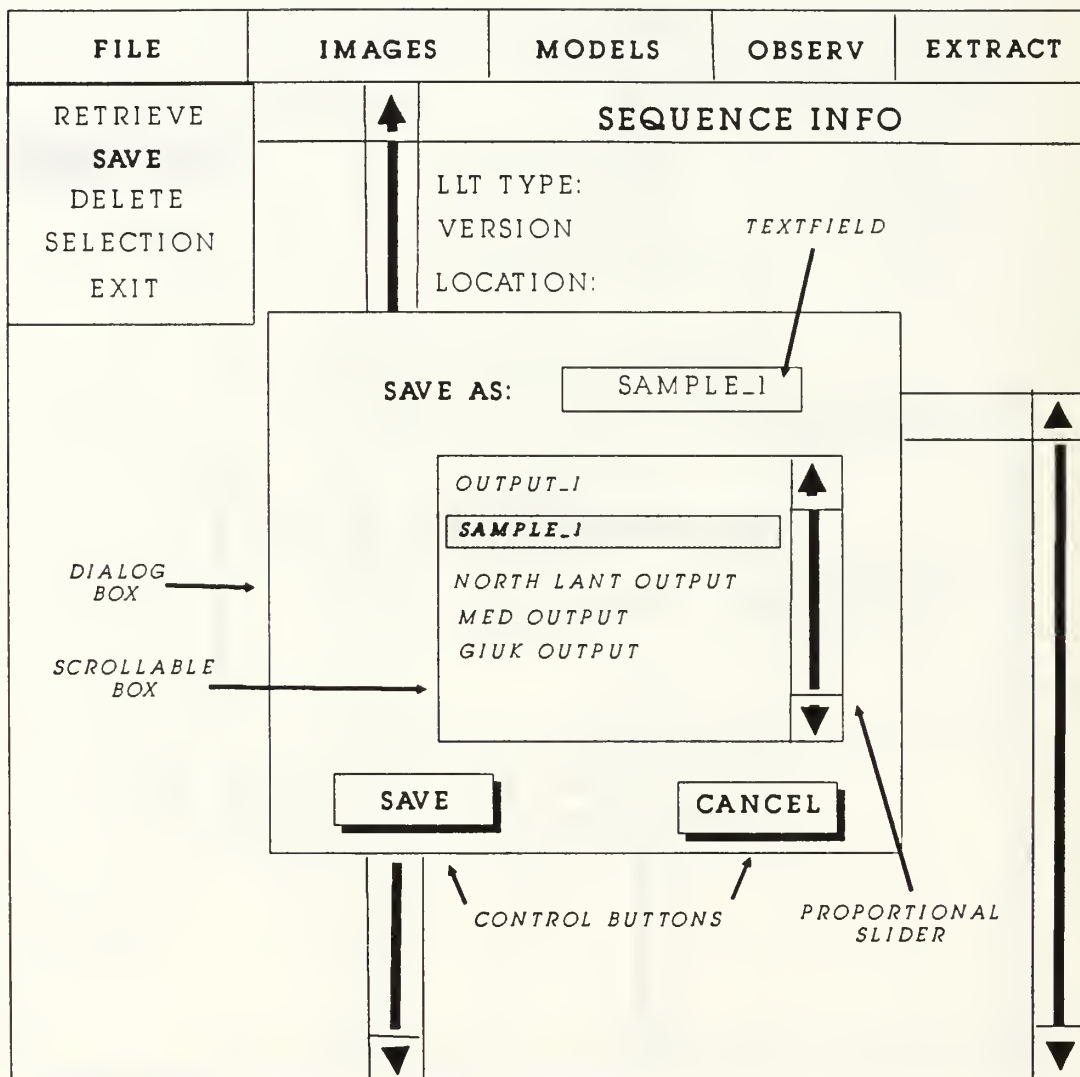 FILE IMAGES MODELS OBSERV EXTRACT
RETRIEVE
SAVE
DELETE
SELECTION
EXIT
SEQUENCE INFO
LLT TYPE:
VERSION
LOCATION:
TEXTFIELD
SAVE AS: SAMPLE_1
OUTPUT_1
SAMPLE_1
NORTH LANT OUTPUT
MED OUTPUT
GIUK OUTPUT
DIALOG
BOX
SCROLLABLE
BOX
SAVE CANCEL
CONTROL BUTTONS
PROPORTIONAL
SLIDER